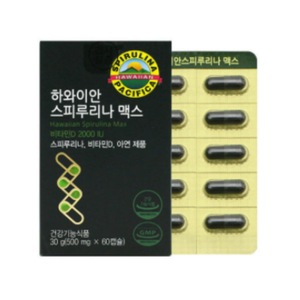 SPIRULINA
HAWAIIAN
PACIFICA
하와이안
스피루리나 맥스
Hawaiian Spirulina Max
비타민D 2000 IU
스피루리나, 비타민D, 아연 제품
건강기능식품
30 g(500 mg × 60캡슐)
GMP
안스피루리나 맥스